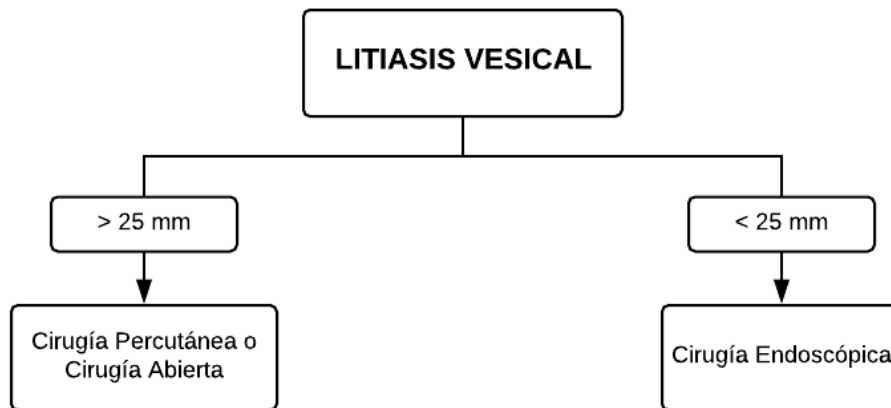 LITIASIS VESICAL
> 25 mm
< 25 mm
Cirugía Percutánea o
Cirugía Abierta
Cirugía Endoscópica